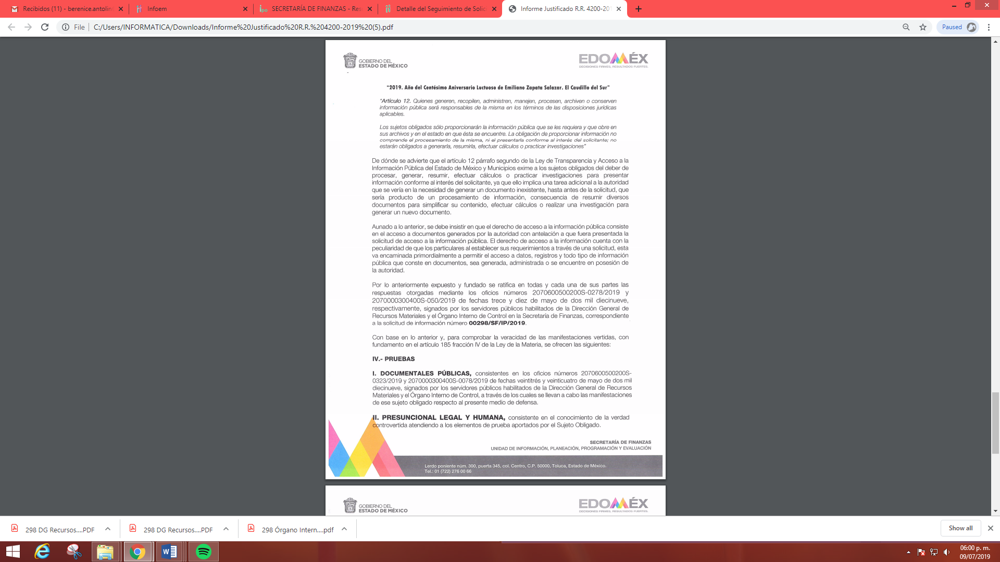 Recibidos (11) - berenice.antolin
Infoem
SECRETARÍA DE FINANZAS - Res
Detalle del Seguimiento de Solici
Informe Justificado R.R. 4200-201
File
C:/Users/INFORMATICA/Downloads/Informe%20Justificado%20R.R.%204200-2019%20(5).pdf
Paused
GOBIERNO DEL
ESTADO DE MÉXICO
EDOMÉX
DECISIONES FIRMES, RESULTADOS FUERTES.
"2019. Año del Centésimo Aniversario Luctuoso de Emiliano Zapata Salazar. El Caudillo del Sur"
"Artículo 12. Quienes generen, recopilen, administren, manejen, procesen, archiven o conserven
información pública será responsables de la misma en los términos de las disposiciones jurídicas
aplicables.
Los sujetos obligados sólo proporcionarán la información pública que se les requiera y que obre en
sus archivos y en el estado en que ésta se encuentre. La obligación de proporcionar información no
comprende el procesamiento de la misma, ni el presentarla conforme al interés del solicitante; no
estarán obligados a generarla, resumirla, efectuar cálculos o practicar investigaciones"
De dónde se advierte que el artículo 12 párrafo segundo de la Ley de Transparencia y Acceso a la
Información Pública del Estado de México y Municipios exime a los sujetos obligados del deber de
procesar, generar, resumir, efectuar cálculos o practicar investigaciones para presentar
información conforme al interés del solicitante, ya que ello implica una tarea adicional a la autoridad
que se vería en la necesidad de generar un documento inexistente, hasta antes de la solicitud, que
sería producto de un procesamiento de información, consecuencia de resumir diversos
documentos para simplificar su contenido, efectuar cálculos o realizar una investigación para
generar un nuevo documento.
Aunado a lo anterior, se debe insistir en que el derecho de acceso a la información pública consiste
en el acceso a documentos generados por la autoridad con antelación a que fuera presentada la
solicitud de acceso a la información pública. El derecho de acceso a la información cuenta con la
peculiaridad de que los particulares al establecer sus requerimientos a través de una solicitud, esta
va encaminada primordialmente a permitir el acceso a datos, registros y todo tipo de información
pública que conste en documentos, sea generada, administrada o se encuentre en posesión de
la autoridad.
Por lo anteriormente expuesto y fundado se ratifica en todas y cada una de sus partes las
respuestas otorgadas mediante los oficios números 2070600500200S-0278/2019 y
2070000300400S-050/2019 de fechas trece y diez de mayo de dos mil diecinueve,
respectivamente, signados por los servidores públicos habilitados de la Dirección General de
Recursos Materiales y el Órgano Interno de Control en la Secretaría de Finanzas, correspondiente
a la solicitud de información número 00298/SF/IP/2019.
Con base en lo anterior y, para comprobar la veracidad de las manifestaciones vertidas, con
fundamento en el artículo 185 fracción IV de la Ley de la Materia, se ofrecen las siguientes:
IV.- PRUEBAS
I. DOCUMENTALES PÚBLICAS, consistentes en los oficios números 2070600500200S-
0323/2019 y 2070000300400S-0078/2019 de fechas veintitrés y veinticuatro de mayo de dos mil
diecinueve, signados por los servidores públicos habilitados de la Dirección General de Recursos
Materiales y el Órgano Interno de Control, a través de los cuales se llevan a cabo las manifestaciones
de ese sujeto obligado respecto al presente medio de defensa.
II. PRESUNCIONAL LEGAL Y HUMANA, consistente en el conocimiento de la verdad
controvertida atendiendo a los elementos de prueba aportados por el Sujeto Obligado.
SECRETARÍA DE FINANZAS
UNIDAD DE INFORMACIÓN, PLANEACIÓN, PROGRAMACIÓN Y EVALUACIÓN
Lerdo poniente núm. 300, puerta 345, col. Centro, C.P. 50000, Toluca, Estado de México.
Tel.: 01 (722) 276 00 66
GOBIERNO DEL
ESTADO DE MÉXICO
EDOMÉX
DECISIONES FIRMES, RESULTADOS FUERTES.
298 DG Recursos....PDF
298 DG Recursos....PDF
298 Órgano Intern....pdf
Show all
06:00 p. m.
09/07/2019